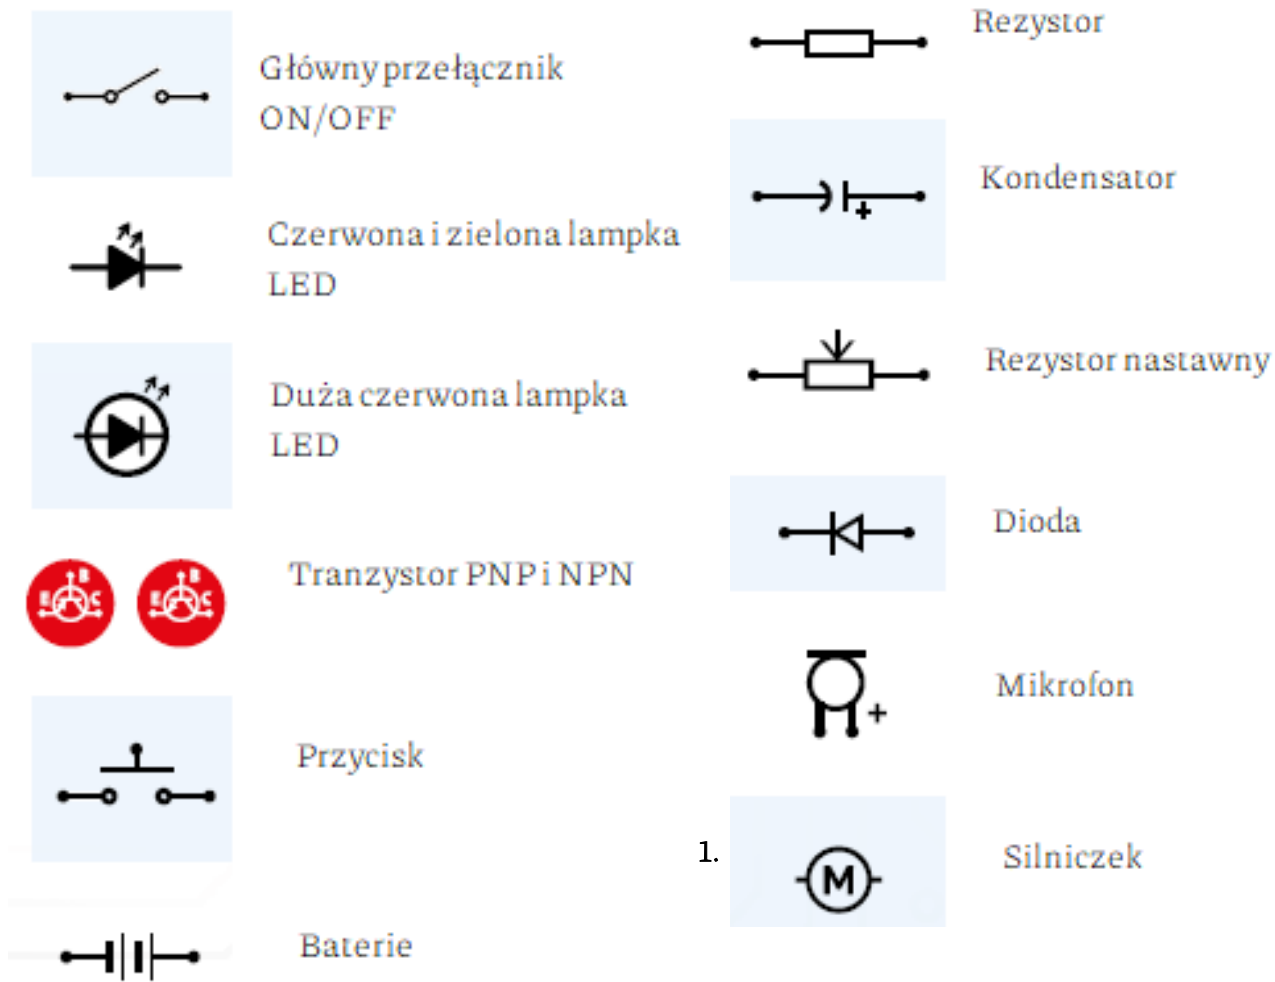 Główny przełącznik
ON/OFF
Czerwona i zielona lampka
LED
Duża czerwona lampka
LED
B
E C
B
E C
Tranzystor PNP i NPN
Przycisk
Baterie
Rezystor
+
Kondensator
Rezystor nastawny
Dioda
+
Mikrofon
1.
M
Silniczek